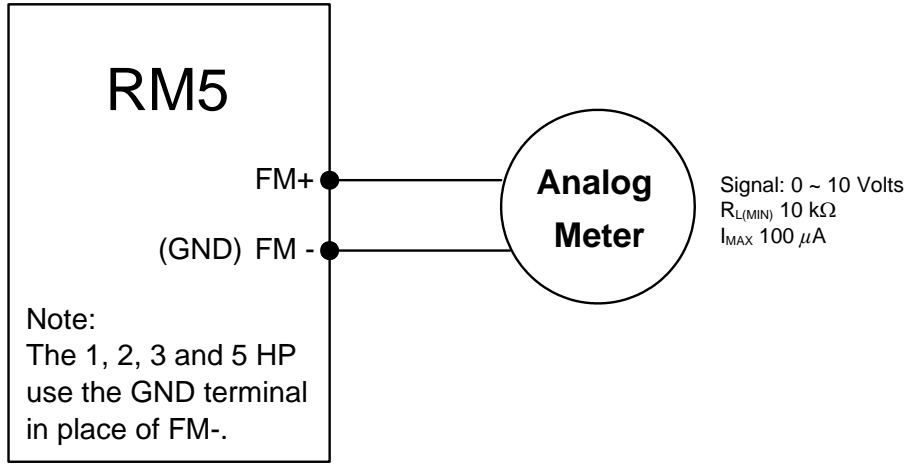 RM5
FM+
(GND) FM -
Note:
The 1, 2, 3 and 5 HP
use the GND terminal
in place of FM-.
Analog
Meter
Signal: 0 ~ 10 Volts
RL(MIN) 10 kΩ
IMAX 100 µA